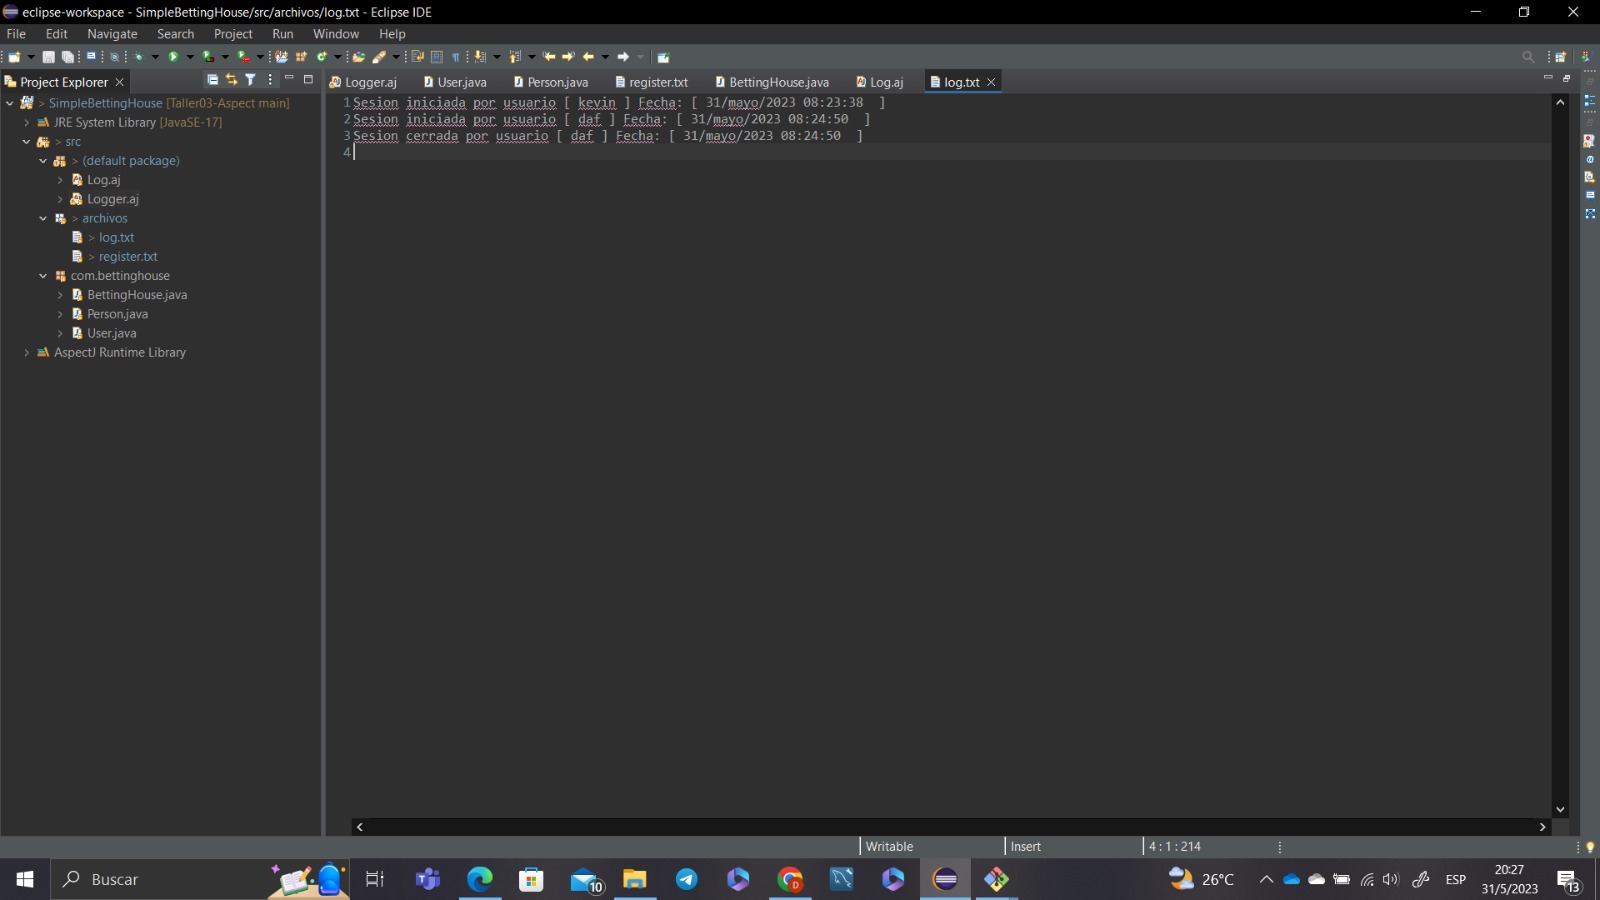 eclipse-workspace - SimpleBettingHouse/src/archivos/log.txt - Eclipse IDE
File Edit Navigate Search Project Run Window Help
Project Explorer
Logger.aj User.java Person.java register.txt BettingHouse.java Log.aj log.txt
SimpleBettingHouse [Taller03-Aspect main]
JRE System Library [JavaSE-17]
src
(default package)
Log.aj
Logger.aj
archivos
log.txt
register.txt
com.bettinghouse
BettingHouse.java
Person.java
User.java
AspectJ Runtime Library
1 Sesion iniciada por usuario [ kevin ] Fecha: [ 31/mayo/2023 08:23:38 ]
2 Sesion iniciada por usuario [ daf ] Fecha: [ 31/mayo/2023 08:24:50 ]
3 Sesion cerrada por usuario [ daf ] Fecha: [ 31/mayo/2023 08:24:50 ]
4
Writable Insert 4 : 1 : 214
Buscar
10
26°C
ESP
20:27
31/5/2023
13